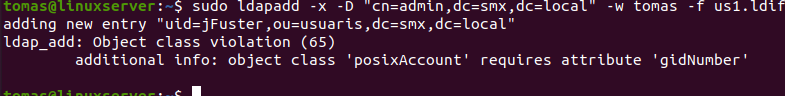 tomas@linuxserver:~$ sudo ldapadd -x -D "cn=admin,dc=smx,dc=local" -w tomas -f us1.ldif
adding new entry "uid=jFuster,ou=usuaris,dc=smx,dc=local"
ldap_add: Object class violation (65)
additional info: object class 'posixAccount' requires attribute 'gidNumber'
tomas@linuxserver:~$